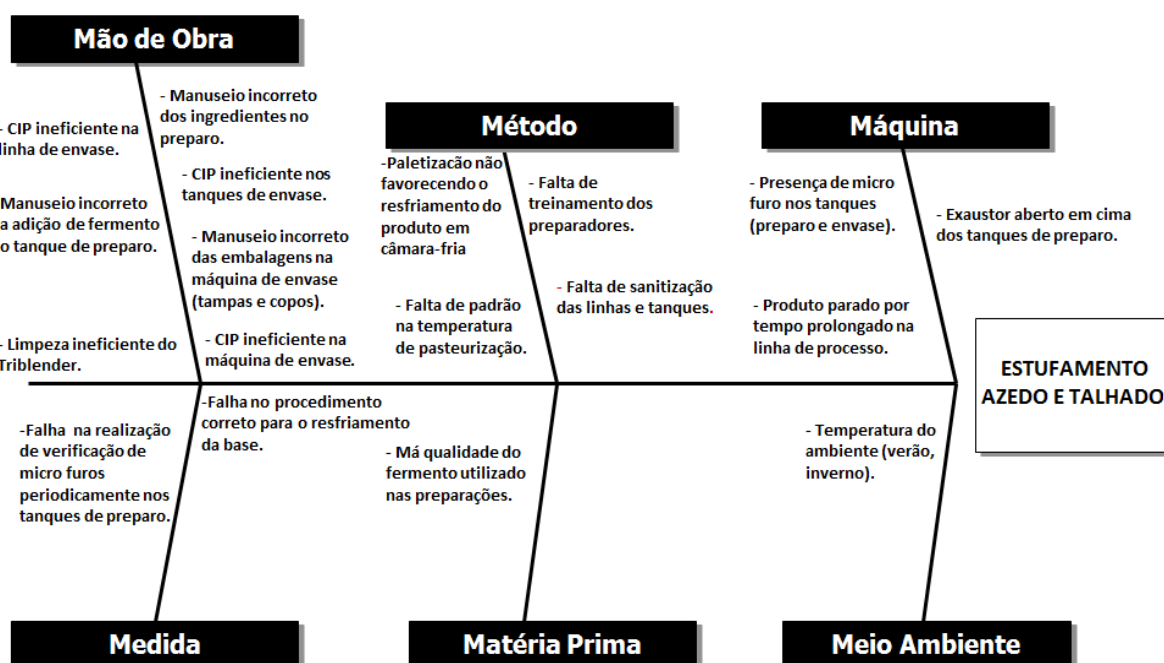 Mão de Obra
- CIP ineficiente na
linha de envase.
- Manuseio incorreto
dos ingredientes no
preparo.
Manuseio incorreto
a adição de fermento
o tanque de preparo.
- CIP ineficiente nos
tanques de envase.
- Manuseio incorreto
das embalagens na
máquina de envase
(tampas e copos).
- Limpeza ineficiente do
Triblender.
- CIP ineficiente na
máquina de envase.
Método
-Paletizacão não
favorecendo o
resfriamento do
produto em
câmara-fria
- Falta de
treinamento dos
preparadores.
- Falta de padrão
na temperatura
de pasteurização.
- Falta de sanitização
das linhas e tanques.
Máquina
- Presença de micro
furo nos tanques
(preparo e envase).
- Exaustor aberto em cima
dos tanques de preparo.
- Produto parado por
tempo prolongado na
linha de processo.
ESTUFAMENTO
AZEDO E TALHADO
-Falha na realização
de verificação de
micro furos
periodicamente nos
tanques de preparo.
-Falha no procedimento
correto para o resfriamento
da base.
- Má qualidade do
fermento utilizado
nas preparações.
- Temperatura do
ambiente (verão,
inverno).
Medida
Matéria Prima
Meio Ambiente